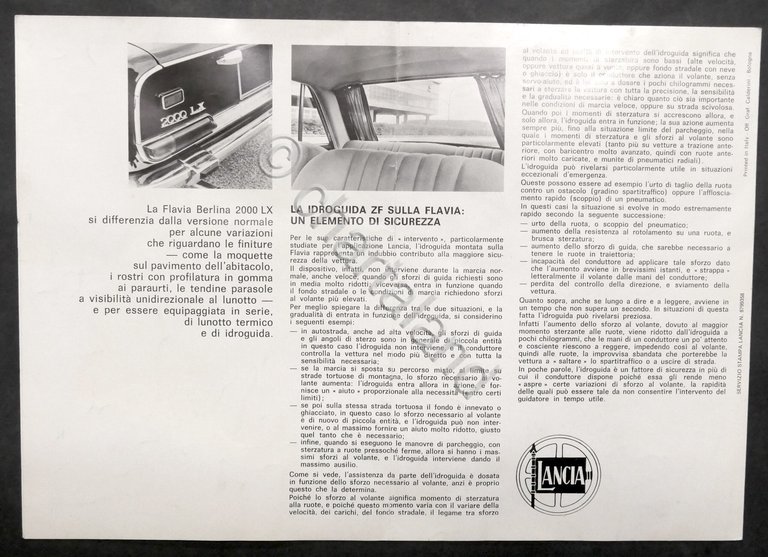 2000 LX
La Flavia Berlina 2000 LX
si differenzia dalla versione normale
per alcune variazioni
che riguardano le finiture
— come la moquette
sul pavimento dell'abitacolo,
i rostri con profilatura in gomma
ai paraurti, le tendine parasole
a visibilità unidirezionale al lunotto —
e per essere equipaggiata in serie,
di lunotto termico
e di idroguida.
LA IDROGUIDA ZF SULLA FLAVIA:
UN ELEMENTO DI SICUREZZA
Per le sue caratteristiche di « intervento », particolarmente
studiate per la trazione Lancia, l'idroguida montata sulla
Flavia rappresenta un valido contributo alla maggiore sicu-
rezza della vettura.
Il dispositivo, infatti, non interviene durante la marcia nor-
male, anche veloce, quando gli sforzi di guida richiesti sono
in media molto ridotti; viceversa entra in funzione quando
il fondo stradale o le condizioni richiedono sforzi
al volante più elevati.
Per meglio spiegare la differenza tra le due situazioni, e la
gradualità di entrata in funzione dell'idroguida, si considerino
i seguenti esempi:
— in autostrada, anche ad alta velocità, gli sforzi di guida
e gli angoli di sterzo sono in genere di piccola entità
in questo caso l'idroguida non interviene e il conduttore
controlla la vettura nel modo più diretto e con tutta la
sensibilità necessaria;
— se la marcia si sposta su percorso misto o addirittura su
strade tortuose di montagna, lo sforzo necessario al vo-
lante aumenta: l'idroguida entra allora in azione, e for-
nisce un « aiuto » proporzionale alla necessità (entro certi
limiti);
— se poi sulla stessa strada tortuosa il fondo è innevato o
ghiacciato, in questo caso lo sforzo necessario al volante
è di nuovo di piccola entità, e l'idroguida può non inter-
venire, o al massimo fornire un aiuto molto ridotto, giusto
quel tanto che è necessario;
— infine, quando si eseguono le manovre di parcheggio, con
sterzata a ruote pressoché ferme, allora si hanno i mas-
simi sforzi al volante, e l'idroguida interviene dando il
massimo ausilio.
Come si vede, l'assistenza da parte dell'idroguida è dosata
in funzione dello sforzo necessario al volante, anzi è proprio
questo che la determina.
Poiché lo sforzo al volante significa momento di sterzatura
alla ruote, e poiché questo momento varia con il variare della
velocità, dei carichi, del fondo stradale, il legame tra sforzo
al volante ed entità di intervento dell'idroguida significa che
quando i momenti di sterzatura sono bassi (alte velocità,
oppure vettura quasi a vuoto, oppure fondo stradale con neve
o ghiaccio) è solo il conduttore che aziona il volante, senza
servo-aiuto, ed è lui a dosare i pochi chilogrammi neces-
sari a sterzare la vettura con tutta la precisione, la sensibilità
e la gradualità necessarie: è chiaro quanto ciò sia importante
nelle condizioni di marcia veloce, oppure su strada scivolosa.
Quando poi i momenti di sterzatura si accrescono allora, e
solo allora, l'idroguida entra in funzione; la sua azione aumenta
sempre più, fino alla situazione limite del parcheggio, nella
quale i momenti di sterzatura e gli sforzi al volante sono
particolarmente elevati (tanto più su vetture a trazione ante-
riore, con baricentro molto avanzato, quindi con ruote ante-
riori molto caricate, e munite di pneumatici radiali).
L'idroguida può rivelarsi particolarmente utile in situazioni
eccezionali d'emergenza.
Queste possono essere ad esempio l'urto di taglio della ruota
contro un ostacolo (gradino spartitraffico) oppure l'affloscia-
mento rapido (scoppio) di un pneumatico.
In questi casi la situazione si evolve in modo estremamente
rapido secondo la seguente successione:
— urto della ruota, o scoppio del pneumatico;
— aumento della resistenza al rotolamento su una ruota, e
brusca sterzatura;
— aumento dello sforzo di guida, che sarebbe necessario a
tenere le ruote in traiettoria;
— incapacità del conduttore ad applicare tale sforzo dato
che l'aumento avviene in brevissimi istanti, e « strappa »
letteralmente il volante dalle mani del conduttore;
— perdita del controllo della direzione, e sviamento della
vettura.
Quanto sopra, anche se lungo a dire e a leggere, avviene in
un tempo che non supera un secondo. In situazioni di questa
fatta l'idroguida può rivelarsi preziosa.
Infatti l'aumento dello sforzo al volante, dovuto al maggior
momento sterzante alle ruote, viene ridotto dall'idroguida a
pochi chilogrammi, che le mani di un conduttore un po' attento
e cosciente riescono a reggere, impedendo così al volante,
quindi alle ruote, la improvvisa sbandata che porterebbe la
vettura a « saltare » lo spartitraffico o a uscire di strada.
In poche parole, l'idroguida è un fattore di sicurezza in più di
cui il conduttore dispone poiché essa gli rende meno
« aspre » certe variazioni di sforzo al volante, la rapidità
delle quali può essere tale da non consentire l'intervento del
guidatore in tempo utile.
LANCIA
SERVIZIO STAMPA LANCIA N. 6799008
Printed in Italy - Off. Graf. Calderini - Bologna
© chartaland